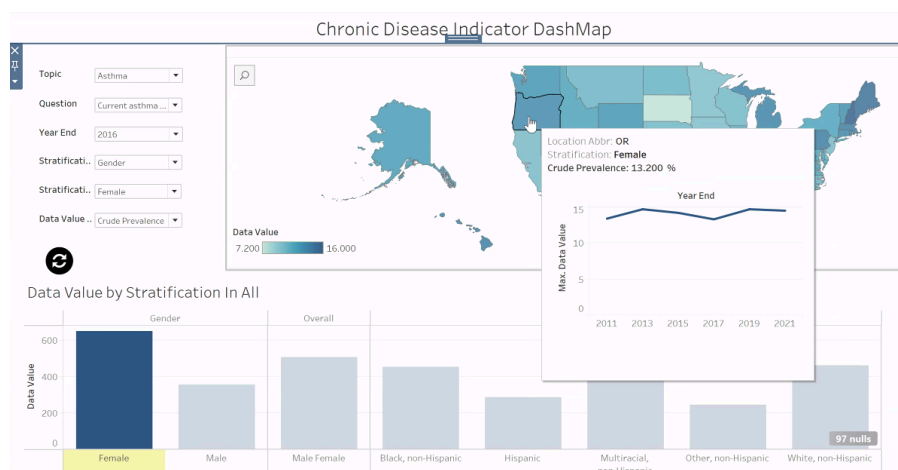 Chronic Disease Indicator DashMap
Topic
Asthma
Question
Current asthma ...
Year End
2016
Stratificati..
Gender
Stratificati..
Female
Data Value ..
Crude Prevalence
Data Value
7.200
16.000
Location Abbr: OR
Stratification: Female
Crude Prevalence: 13.200 %
Year End
Max. Data Value
15
10
5
0
2011 2013 2015 2017 2019 2021
Data Value by Stratification In All
Gender
Overall
Data Value
600
400
200
0
97 nulls
Female
Male
Male Female
Black, non-Hispanic
Hispanic
Multiracial,
non-Hispanic
Other, non-Hispanic
White, non-Hispanic